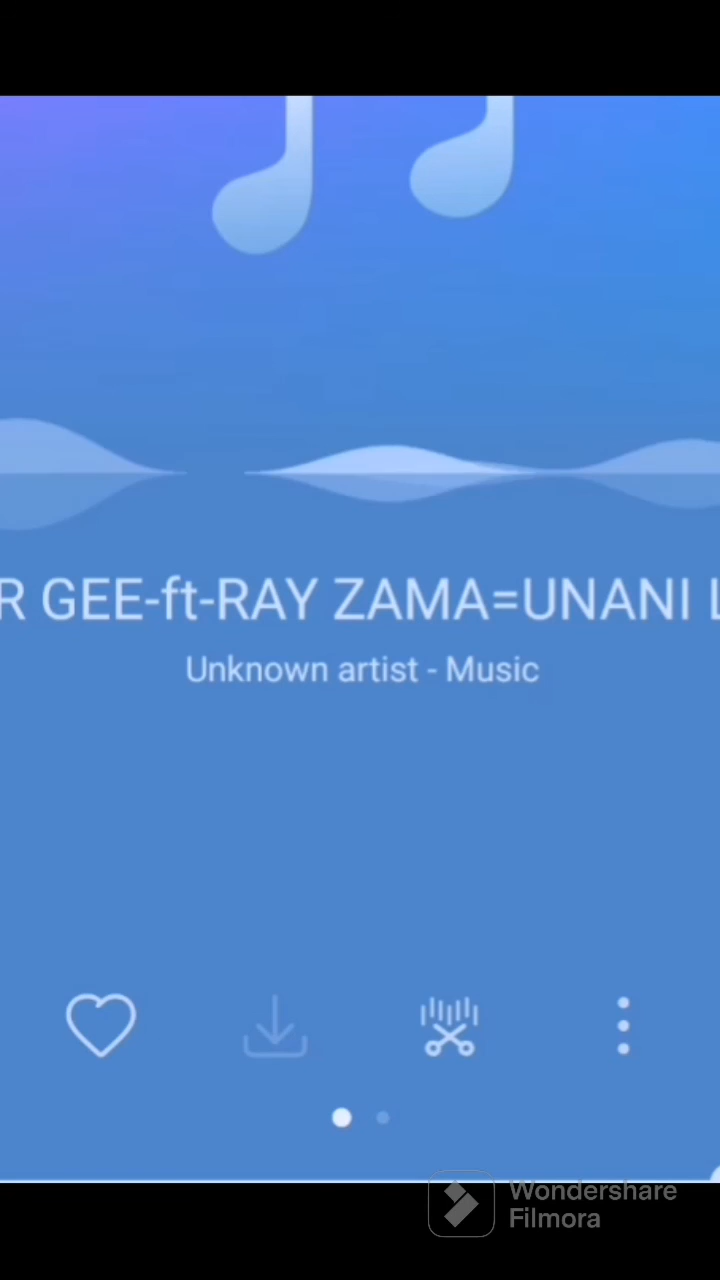 R GEE-ft-RAY ZAMA=UNANI L
Unknown artist - Music
Wondershare
Filmora